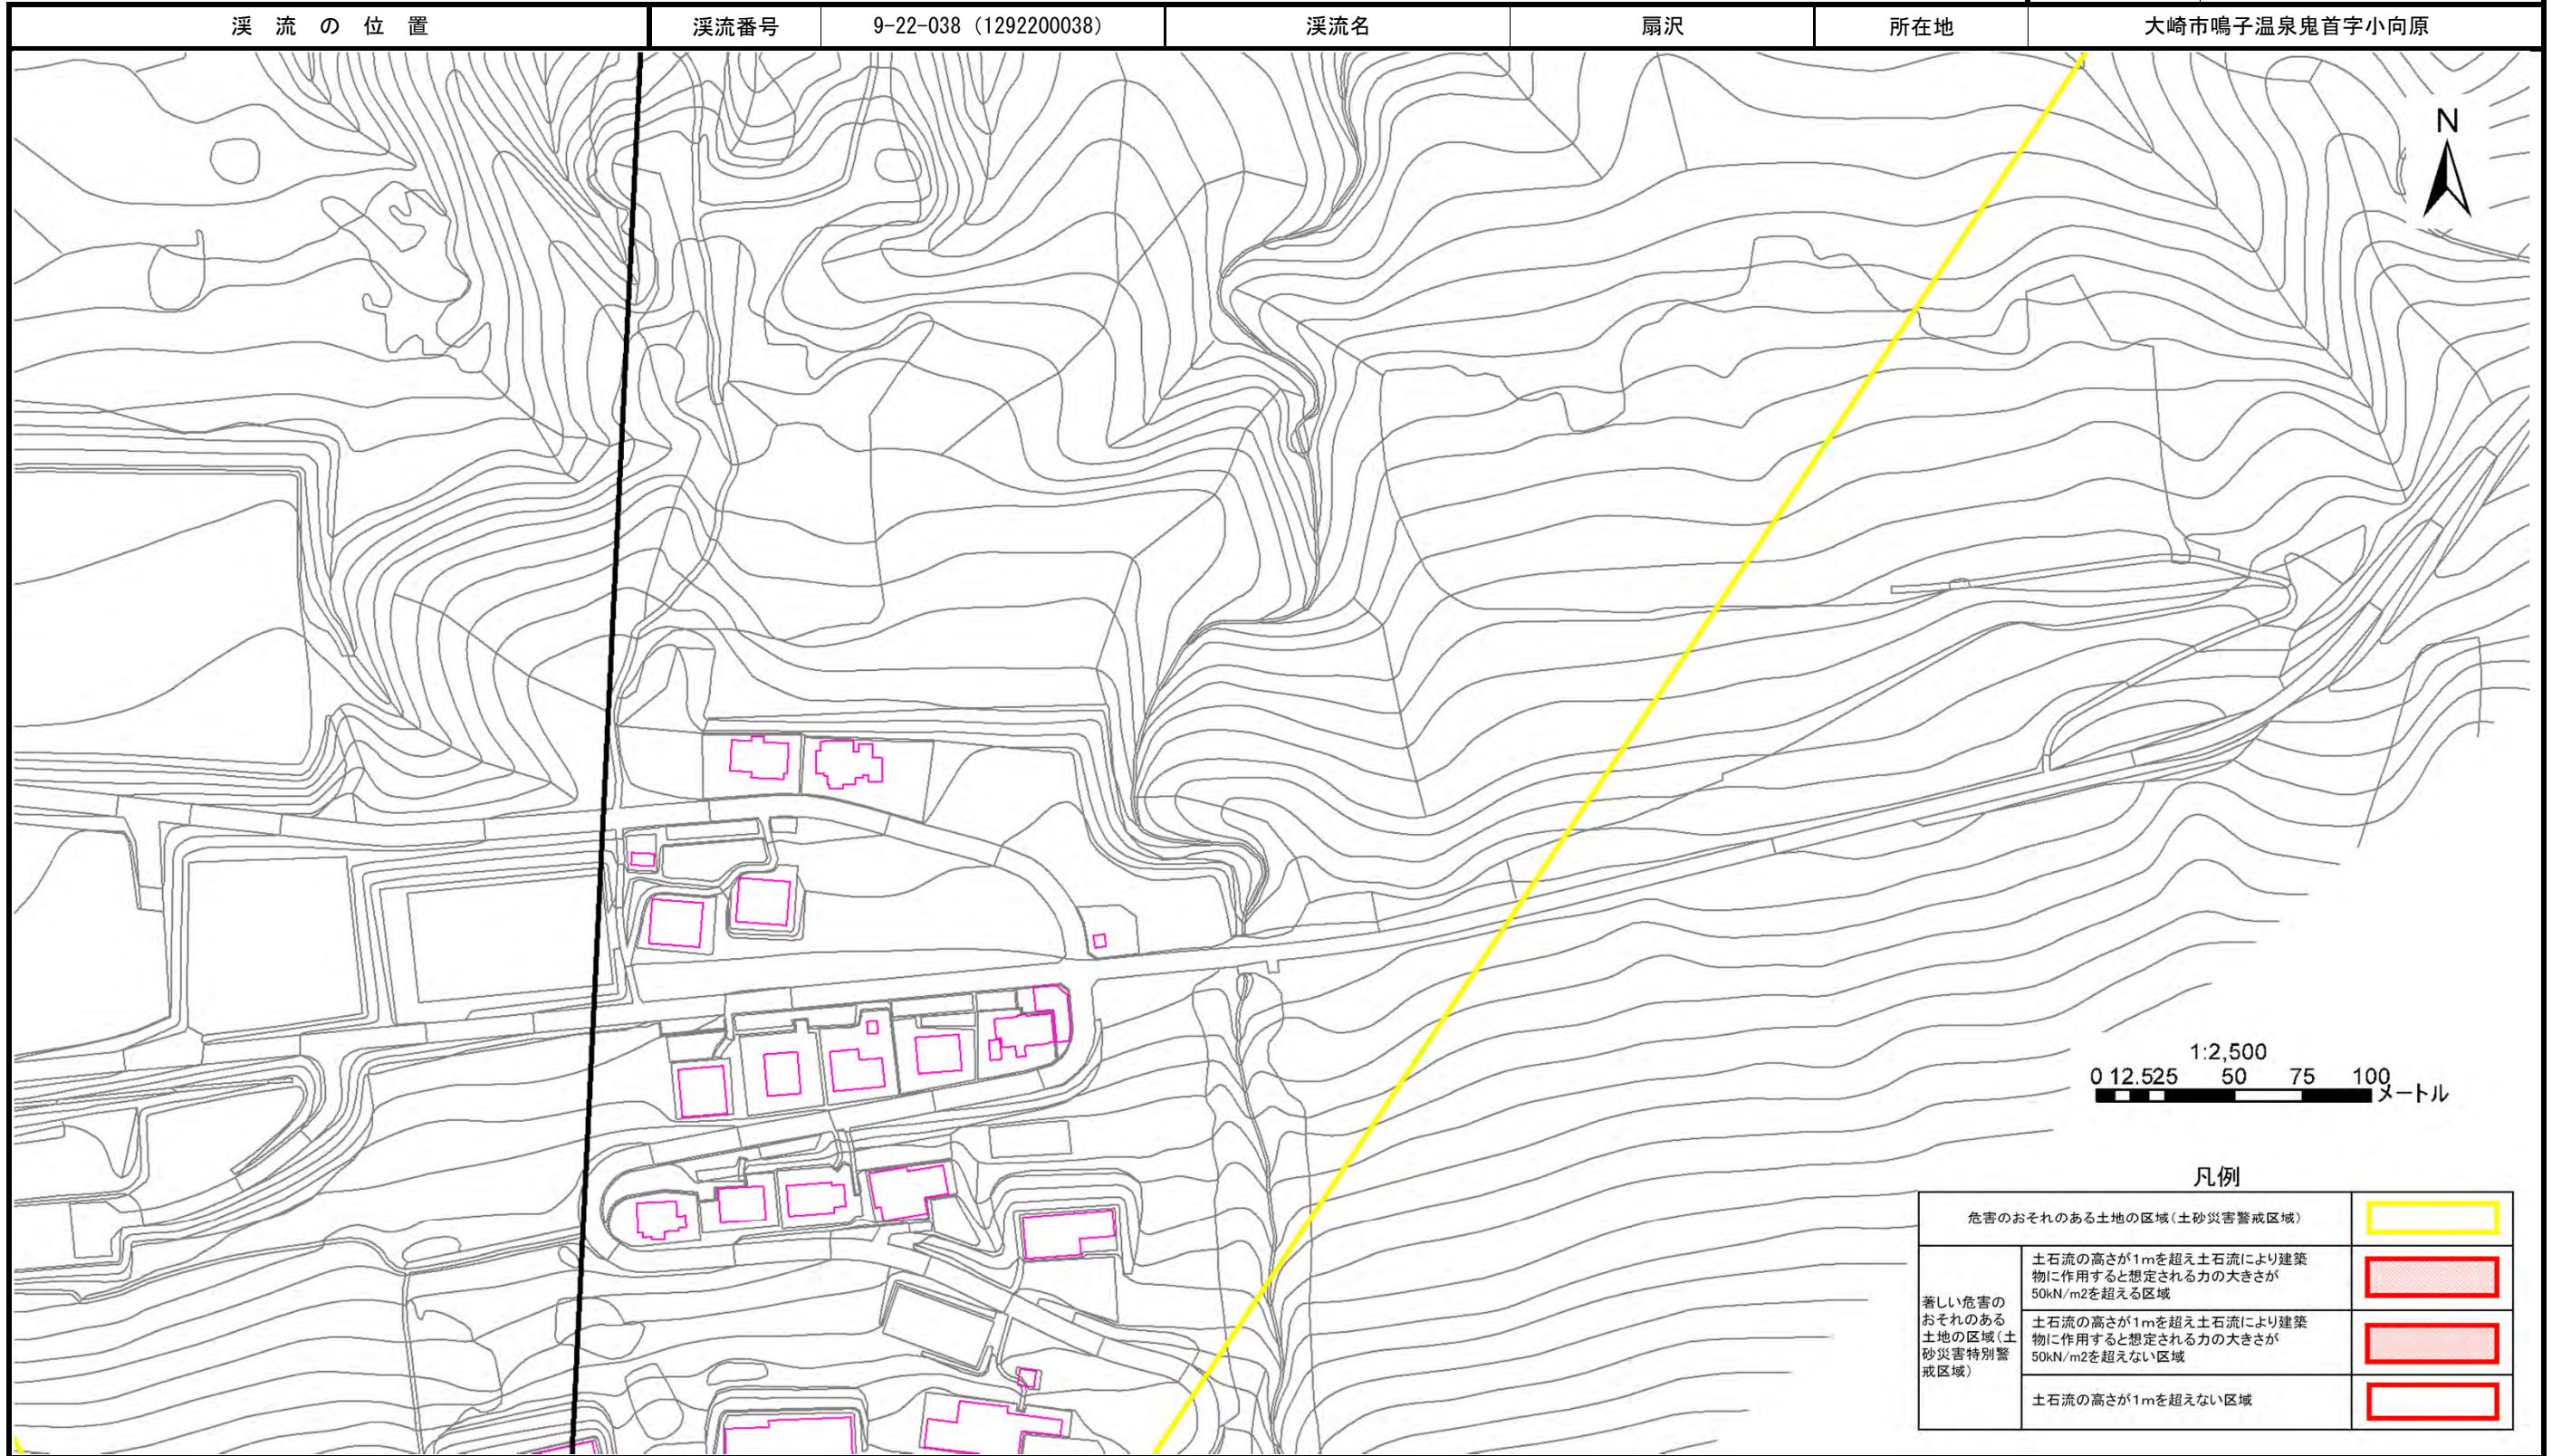 渓流の位置 渓流番号 9-22-038 (1292200038) 渓流名 扇沢 所在地 大崎市鳴子温泉鬼首字小向原
N
1:2,500
0 12.525 50 75 100
メートル
凡例
危害のおそれのある土地の区域(土砂災害警戒区域)
著しい危害の
おそれのある
土地の区域(土
砂災害特別警
戒区域)
土石流の高さが1mを超え土石流により建築
物に作用すると想定される力の大きさが
50kN/m2を超える区域
土石流の高さが1mを超え土石流により建築
物に作用すると想定される力の大きさが
50kN/m2を超えない区域
土石流の高さが1mを超えない区域